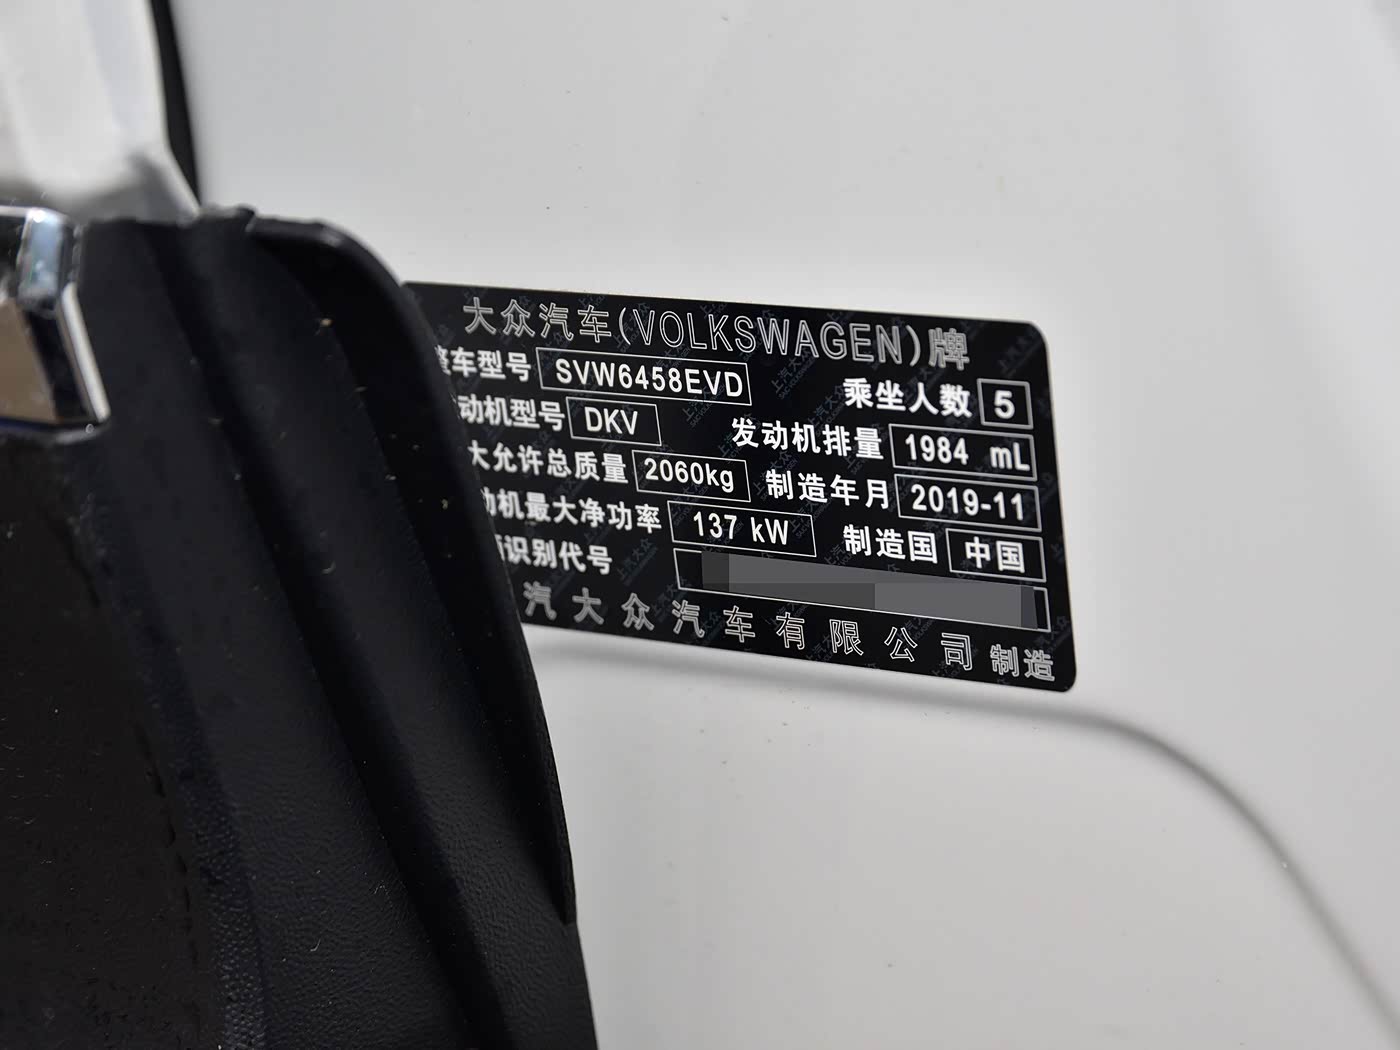 大众汽车(VOLKSWAGEN)牌
车型号 SVW6458EVD 乘坐人数 5
动机型号 DKV 发动机排量 1984 mL
大允许总质量 2060kg 制造年月 2019-11
动机最大净功率 137 kW 制造国 中国
识别代号
汽大众汽车有限公司 制造